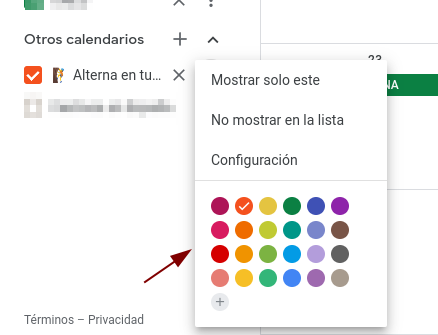 Otros calendarios
23
Alterna en tu...
NA
Mostrar solo este
No mostrar en la lista
Configuración
Términos – Privacidad